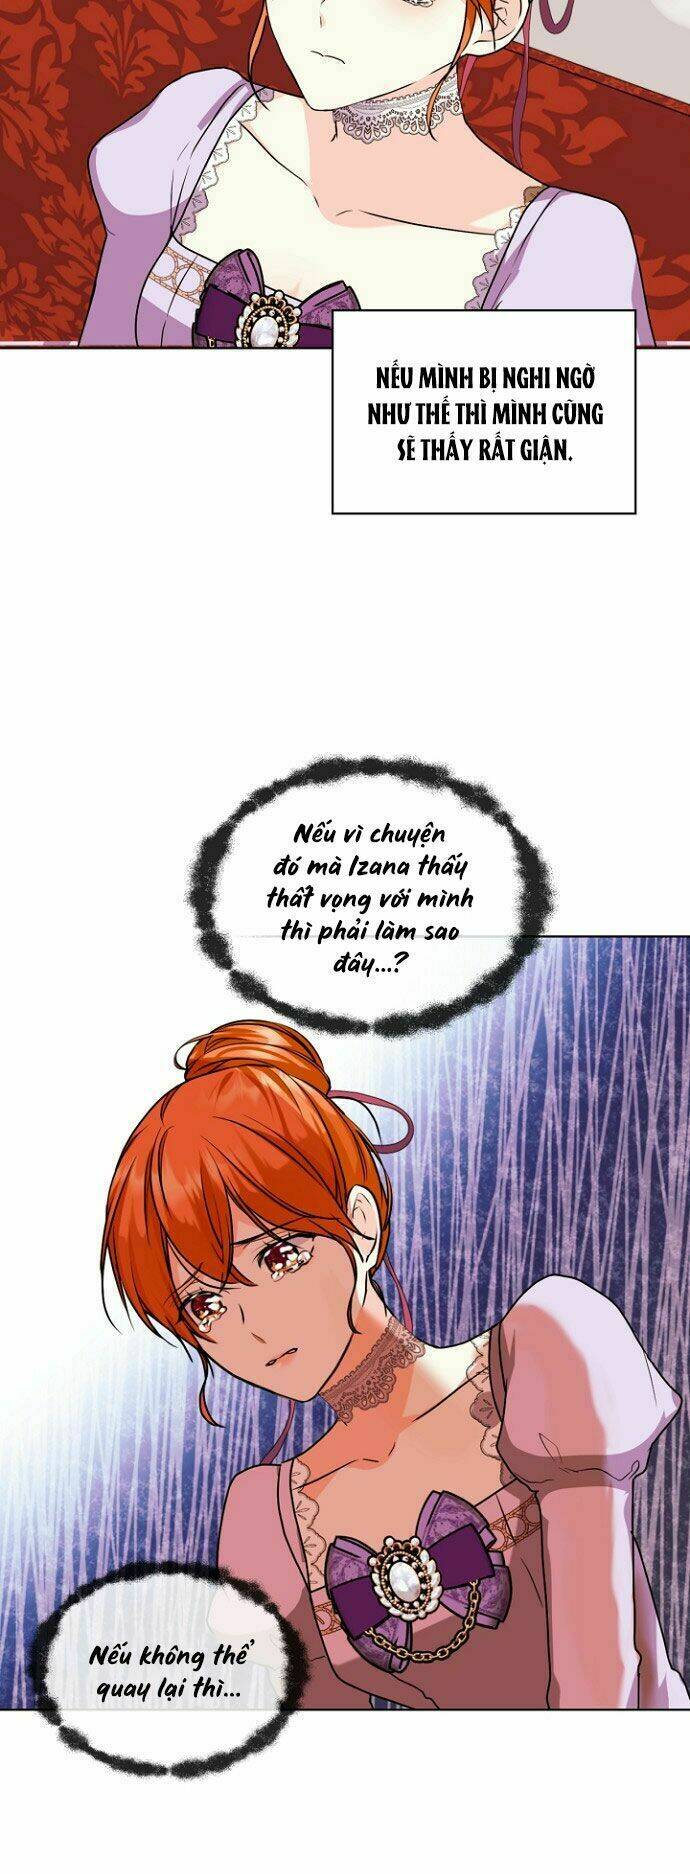 NẾU MÌNH BỊ NGHI NGỜ
NHƯ THẾ THÌ MÌNH CŨNG
SẼ THẤY RẤT GIẬN.
Nếu vì chuyện
đó mà Izana thấy
thất vọng với mình
thì phải làm sao
đây...?
Nếu không thể
quay lại thì...